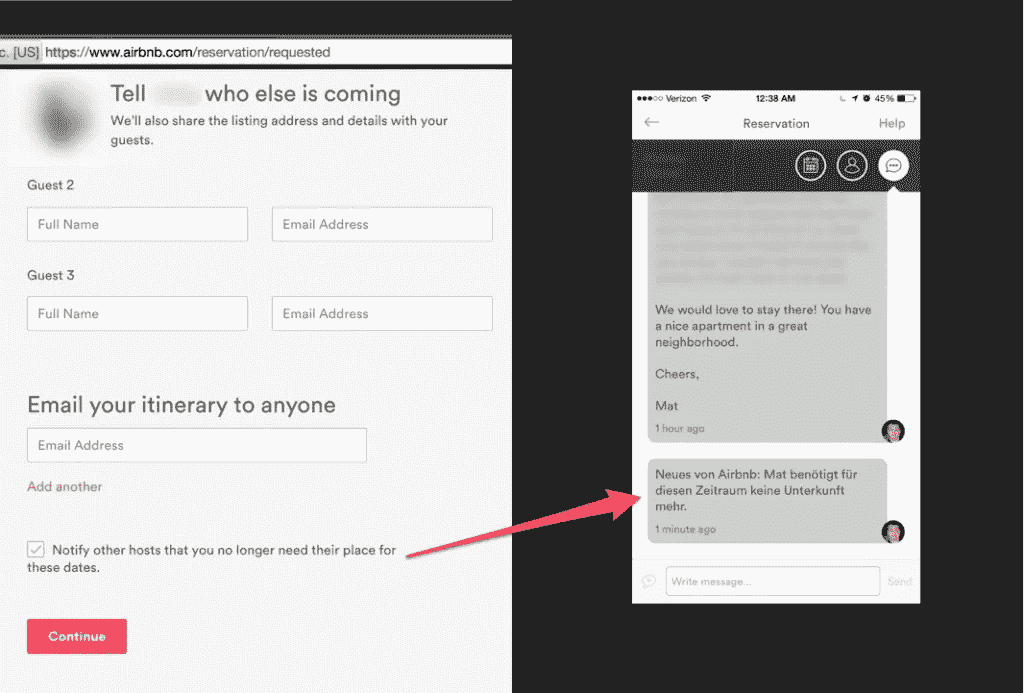 c. [US] https://www.airbnb.com/reservation/requested
Tell who else is coming
We'll also share the listing address and details with your
guests.
Guest 2
Full Name
Email Address
Guest 3
Full Name
Email Address
Email your itinerary to anyone
Email Address
Add another
Notify other hosts that you no longer need their place for
these dates.
Continue
Verizon
12:38 AM
45%
Reservation
Help
We would love to stay there! You have
a nice apartment in a great
neighborhood.
Cheers,
Mat
1 hour ago
Neues von Airbnb: Mat benötigt für
diesen Zeitraum keine Unterkunft
mehr.
1 minute ago
Write message...
Send